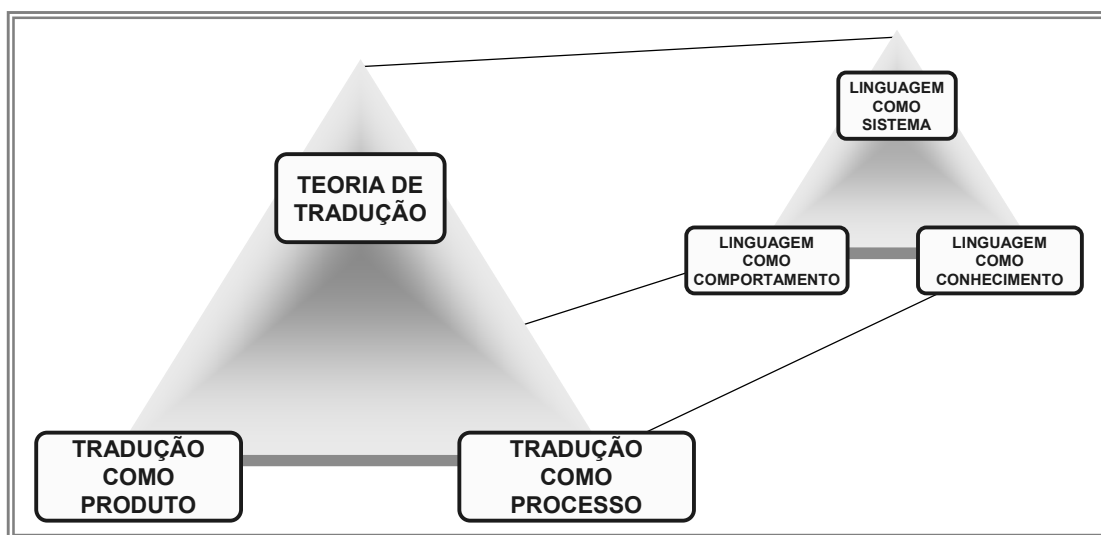 LINGUAGEM
COMO
SISTEMA
TEORIA DE
TRADUÇÃO
LINGUAGEM
COMO
COMPORTAMENTO
LINGUAGEM
COMO
CONHECIMENTO
TRADUÇÃO
COMO
PRODUTO
TRADUÇÃO
COMO
PROCESSO